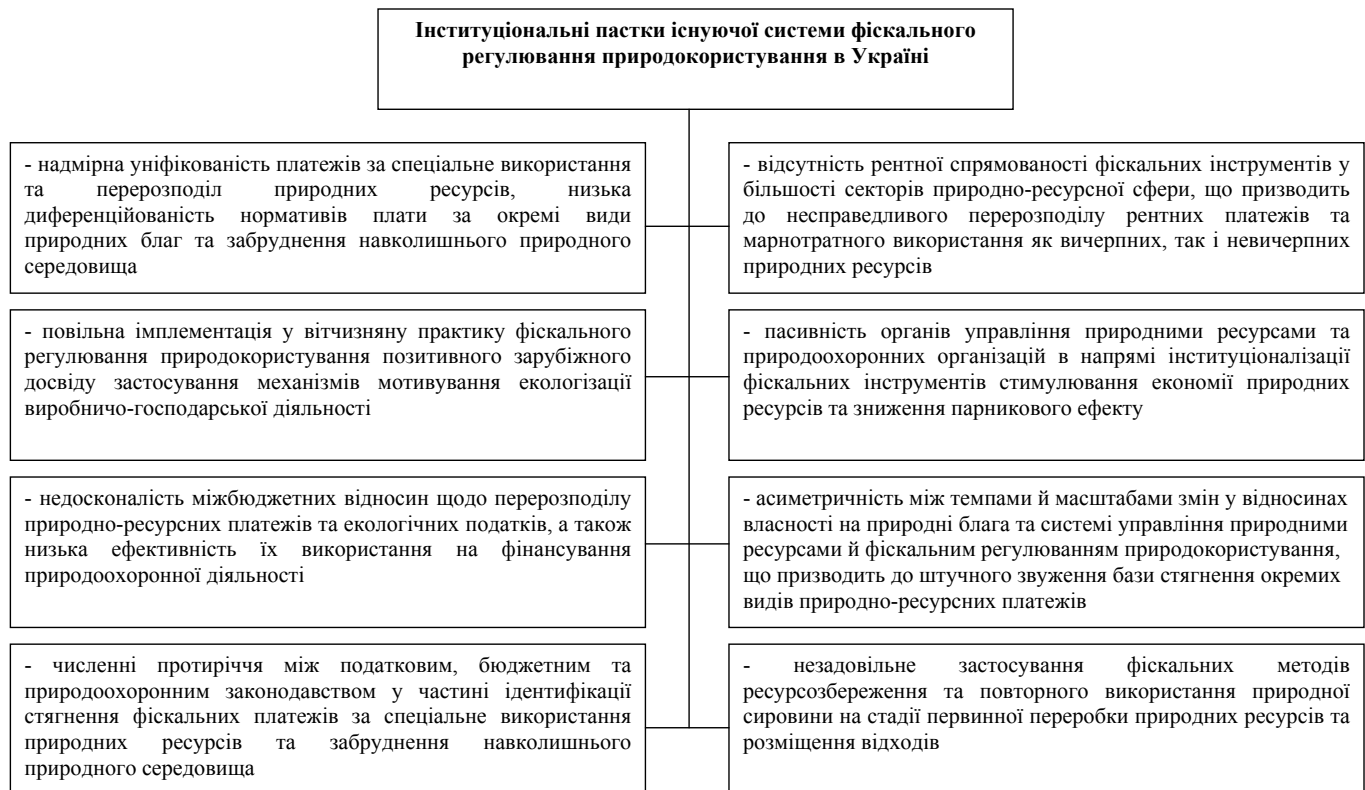 Інституціональні пастки існуючої системи фіскального
регулювання природокористування в Україні
- надмірна уніфікованість платежів за спеціальне використання
та перерозподіл природних ресурсів, низька
диференційованість нормативів плати за окремі види
природних благ та забруднення навколишнього природного
середовища
- відсутність рентної спрямованості фіскальних інструментів у
більшості секторів природно-ресурсної сфери, що призводить
до несправедливого перерозподілу рентних платежів та
марнотратного використання як вичерпних, так і невичерпних
природних ресурсів
- повільна імплементація у вітчизняну практику фіскального
регулювання природокористування позитивного зарубіжного
досвіду застосування механізмів мотивування екологізації
виробничо-господарської діяльності
- пасивність органів управління природними ресурсами та
природоохоронних організацій в напрямі інституціоналізації
фіскальних інструментів стимулювання економії природних
ресурсів та зниження парникового ефекту
- недосконалість міжбюджетних відносин щодо перерозподілу
природно-ресурсних платежів та екологічних податків, а також
низька ефективність їх використання на фінансування
природоохоронної діяльності
- асиметричність між темпами й масштабами змін у відносинах
власності на природні блага та системі управління природними
ресурсами й фіскальним регулюванням природокористування,
що призводить до штучного звуження бази стягнення окремих
видів природно-ресурсних платежів
- численні протиріччя між податковим, бюджетним та
природоохоронним законодавством у частині ідентифікації
стягнення фіскальних платежів за спеціальне використання
природних ресурсів та забруднення навколишнього
природного середовища
- незадовільне застосування фіскальних методів
ресурсозбереження та повторного використання природної
сировини на стадії первинної переробки природних ресурсів та
розміщення відходів